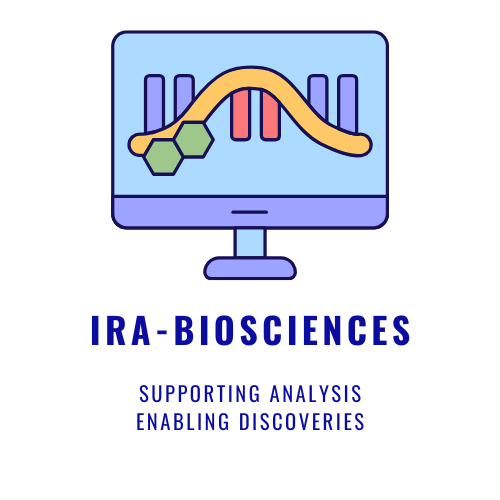 IRA-BIOSCIENCES
SUPPORTING ANALYSIS
ENABLING DISCOVERIES